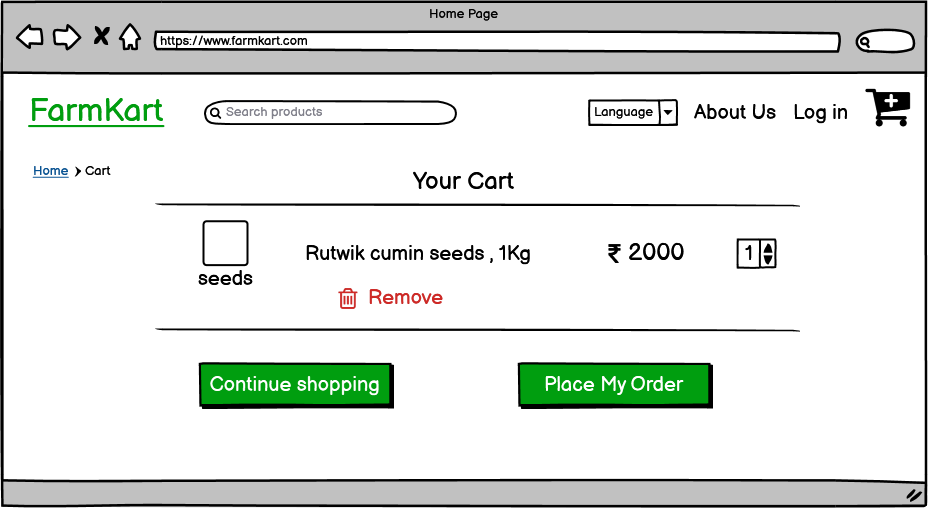 Home Page
https://www.farmkart.com
FarmKart
Search products
Language
About Us
Log in
Home
Cart
Your Cart
seeds
Rutwik cumin seeds , 1Kg
₹ 2000
1
Remove
Continue shopping
Place My Order